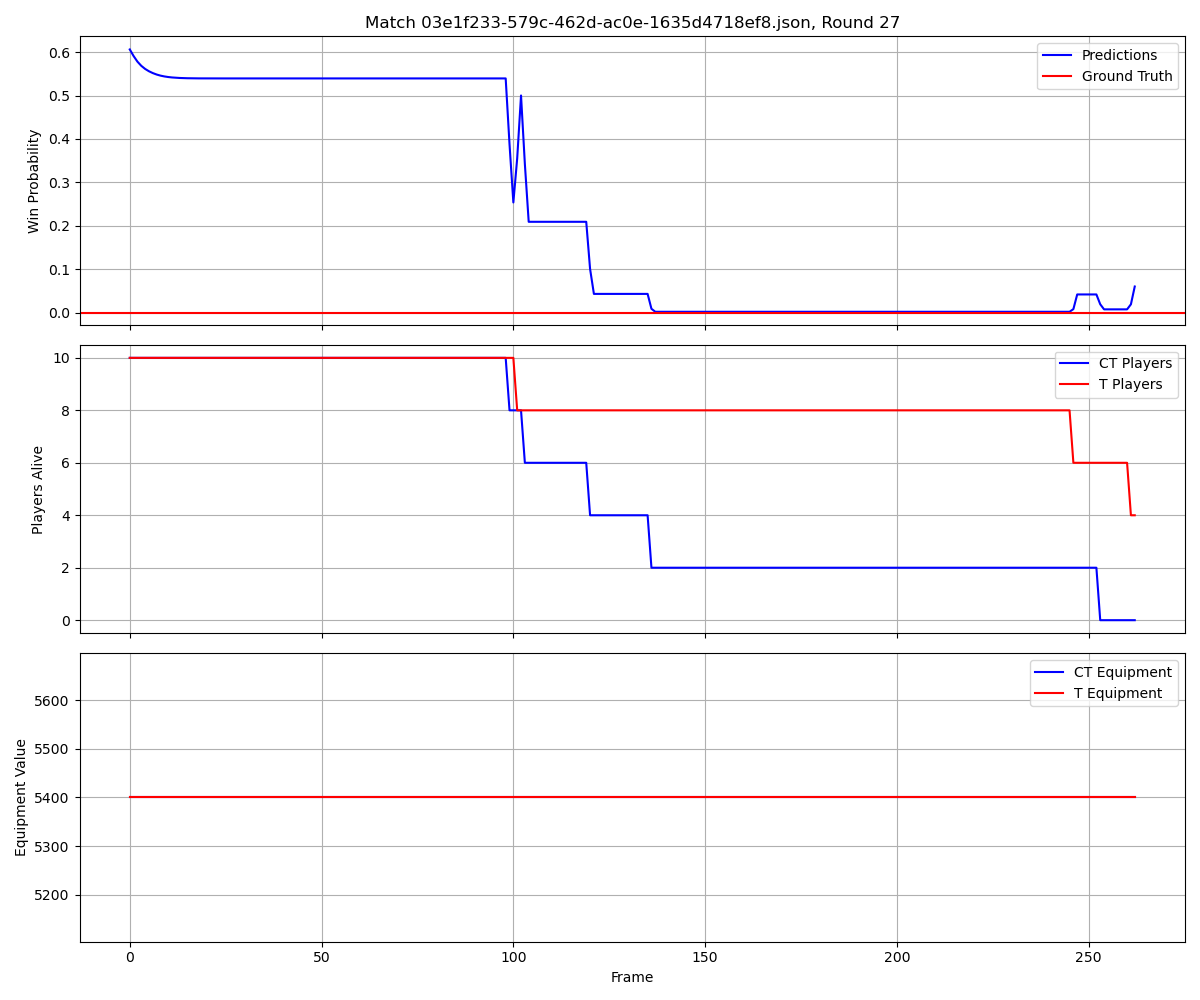 Match 03e1f233-579c-462d-ac0e-1635d4718ef8.json, Round 27
Win Probability
0.6
0.5
0.4
0.3
0.2
0.1
0.0
Predictions
Ground Truth
Players Alive
10
8
6
4
2
0
CT Players
T Players
Equipment Value
5600
5500
5400
5300
5200
CT Equipment
T Equipment
0 50 100 150 200 250
Frame